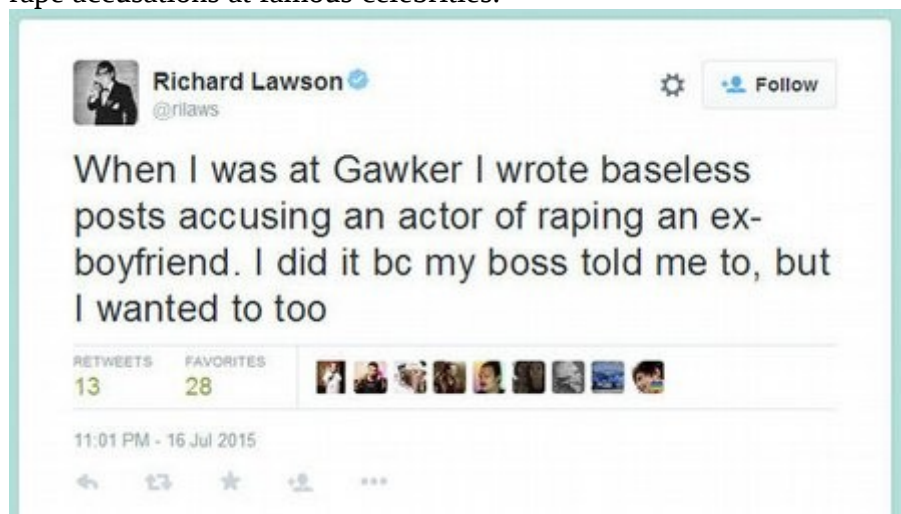 rape accusations at famous celebrities.
Richard Lawson
@rilaws
Follow
When I was at Gawker I wrote baseless
posts accusing an actor of raping an ex-
boyfriend. I did it bc my boss told me to, but
I wanted to too
RETWEETS FAVORITES
13 28
11:01 PM - 16 Jul 2015